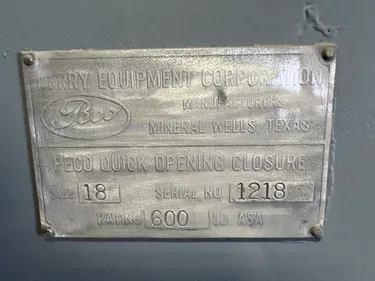 PERRY EQUIPMENT CORPORATION
Peco
MANUFACTURERS
MINERAL WELLS, TEXAS
PECO QUICK OPENING CLOSURE
SIZE 18 SERIAL NO. 1218
RATING 600 LB ASA